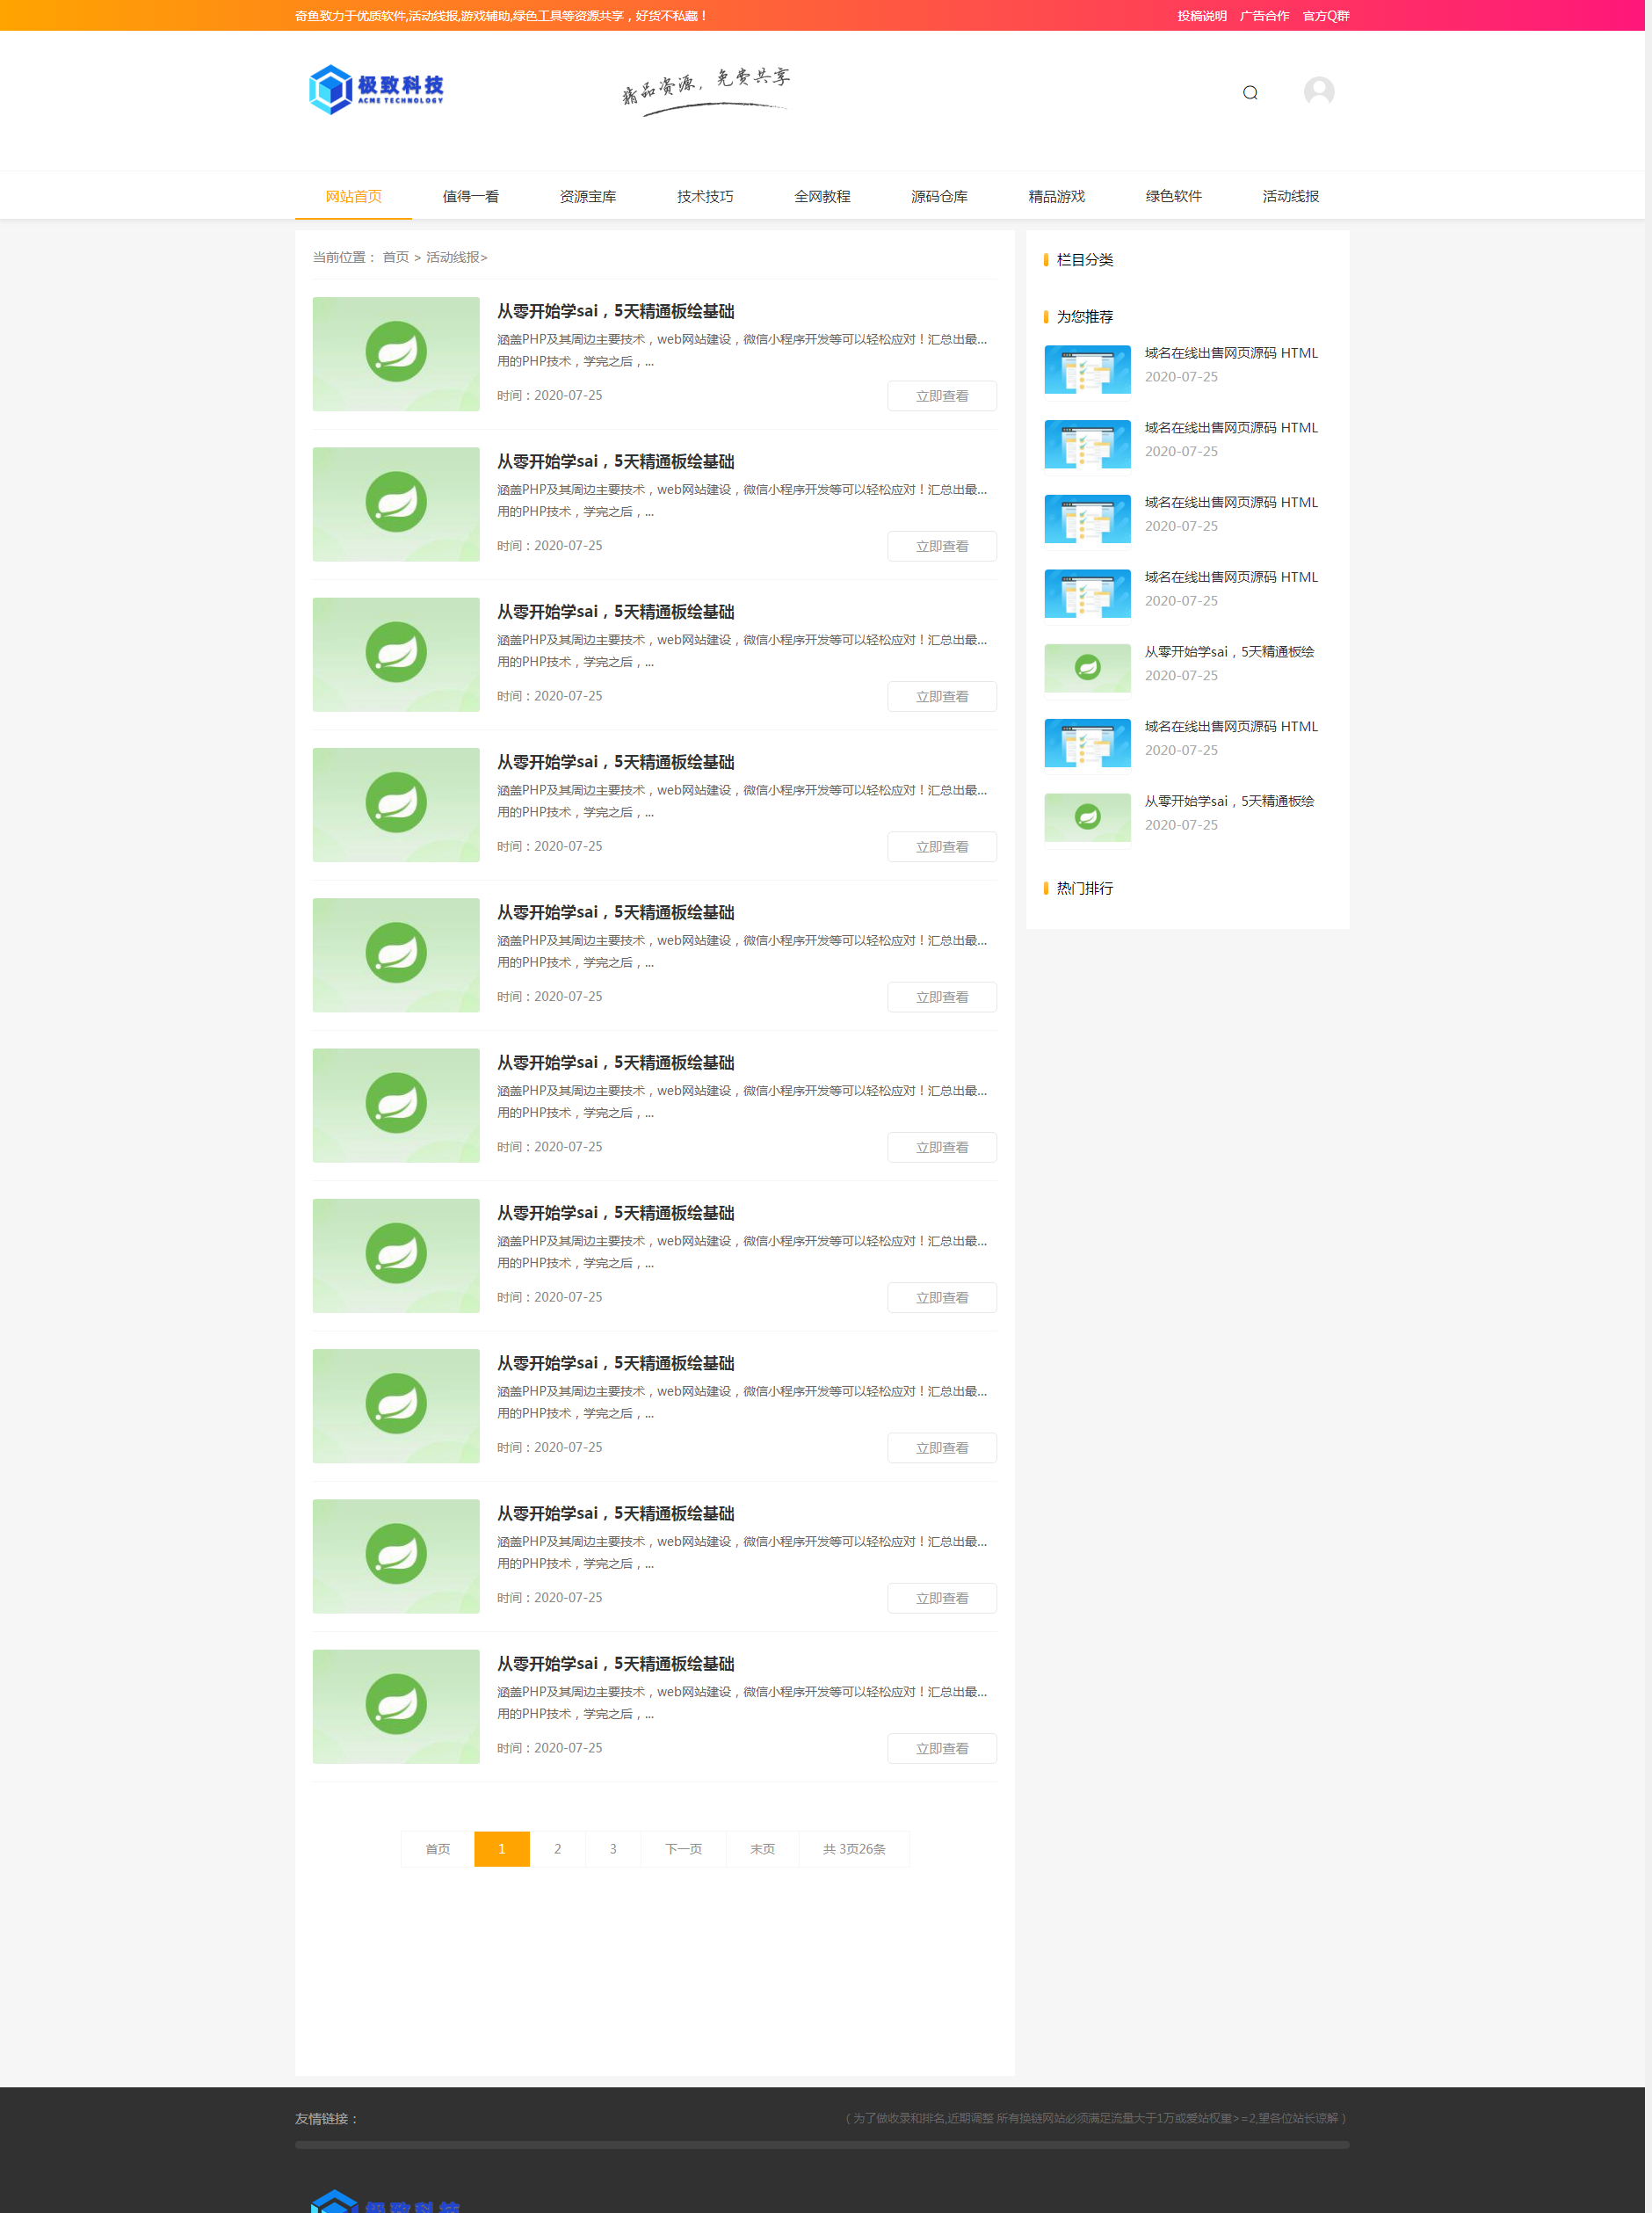 奇鱼致力于优质软件,活动线报,游戏辅助,绿色工具等资源共享，好货不私藏！
投稿说明 广告合作 官方Q群
极致科技
ACME TECHNOLOGY
精品资源，免费共享
网站首页 值得一看 资源宝库 技术技巧 全网教程 源码仓库 精品游戏 绿色软件 活动线报
当前位置： 首页 > 活动线报>
从零开始学sai，5天精通板绘基础
涵盖PHP及其周边主要技术，web网站建设，微信小程序开发等可以轻松应对！汇总出最...
用的PHP技术，学完之后，...
时间：2020-07-25
立即查看
从零开始学sai，5天精通板绘基础
涵盖PHP及其周边主要技术，web网站建设，微信小程序开发等可以轻松应对！汇总出最...
用的PHP技术，学完之后，...
时间：2020-07-25
立即查看
从零开始学sai，5天精通板绘基础
涵盖PHP及其周边主要技术，web网站建设，微信小程序开发等可以轻松应对！汇总出最...
用的PHP技术，学完之后，...
时间：2020-07-25
立即查看
从零开始学sai，5天精通板绘基础
涵盖PHP及其周边主要技术，web网站建设，微信小程序开发等可以轻松应对！汇总出最...
用的PHP技术，学完之后，...
时间：2020-07-25
立即查看
从零开始学sai，5天精通板绘基础
涵盖PHP及其周边主要技术，web网站建设，微信小程序开发等可以轻松应对！汇总出最...
用的PHP技术，学完之后，...
时间：2020-07-25
立即查看
从零开始学sai，5天精通板绘基础
涵盖PHP及其周边主要技术，web网站建设，微信小程序开发等可以轻松应对！汇总出最...
用的PHP技术，学完之后，...
时间：2020-07-25
立即查看
从零开始学sai，5天精通板绘基础
涵盖PHP及其周边主要技术，web网站建设，微信小程序开发等可以轻松应对！汇总出最...
用的PHP技术，学完之后，...
时间：2020-07-25
立即查看
从零开始学sai，5天精通板绘基础
涵盖PHP及其周边主要技术，web网站建设，微信小程序开发等可以轻松应对！汇总出最...
用的PHP技术，学完之后，...
时间：2020-07-25
立即查看
从零开始学sai，5天精通板绘基础
涵盖PHP及其周边主要技术，web网站建设，微信小程序开发等可以轻松应对！汇总出最...
用的PHP技术，学完之后，...
时间：2020-07-25
立即查看
从零开始学sai，5天精通板绘基础
涵盖PHP及其周边主要技术，web网站建设，微信小程序开发等可以轻松应对！汇总出最...
用的PHP技术，学完之后，...
时间：2020-07-25
立即查看
首页 1 2 3 下一页 末页 共 3页26条
栏目分类
为您推荐
域名在线出售网页源码 HTML
2020-07-25
域名在线出售网页源码 HTML
2020-07-25
域名在线出售网页源码 HTML
2020-07-25
域名在线出售网页源码 HTML
2020-07-25
从零开始学sai，5天精通板绘
2020-07-25
域名在线出售网页源码 HTML
2020-07-25
从零开始学sai，5天精通板绘
2020-07-25
热门排行
友情链接：
（ 为了做收录和排名,近期调整 所有换链网站必须满足流量大于1万或爱站权重>=2,望各位站长谅解 ）
极致科技